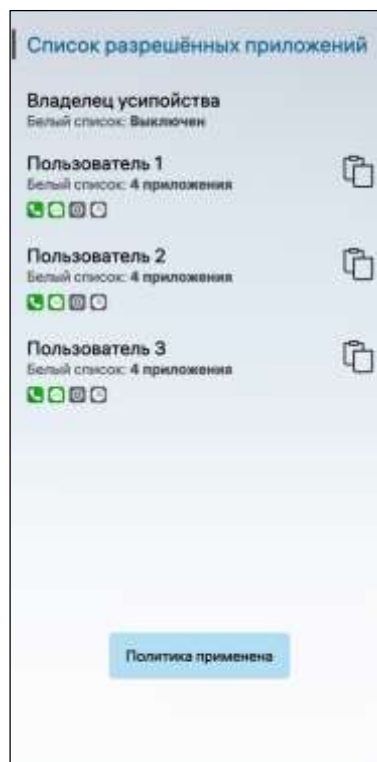 Список разрешённых приложений
Владелец усипойства
Белый список: Выключен
Пользователь 1
Белый список: 4 приложения
Пользователь 2
Белый список: 4 приложения
Пользователь 3
Белый список: 4 приложения
Политика применена